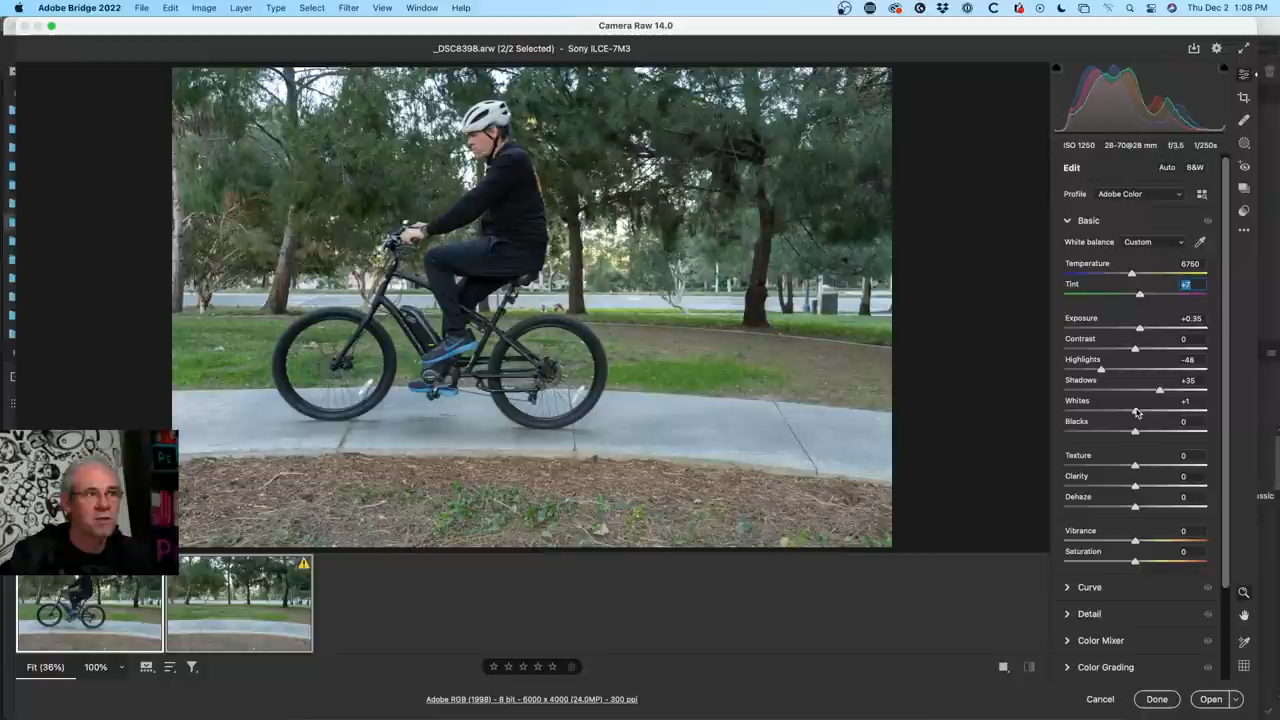 Adobe Bridge 2022 File Edit Image Layer Type Select Filter View Window Help Thu Dec 2 1:08 PM
Camera Raw 14.0
_DSC8398.arw (2/2 Selected) - Sony ILCE-7M3
ISO 1250 28-70@28 mm f/3.5 1/250s
Edit Auto B&W
Profile Adobe Color
Basic
White balance Custom
Temperature 6750
Tint +7
Exposure +0.35
Contrast 0
Highlights -48
Shadows +35
Whites +1
Blacks 0
Texture 0
Clarity 0
Dehaze 0
Vibrance 0
Saturation 0
Curve
Detail
Color Mixer
Color Grading
Ps
assic
Fit (36%) 100%
Cancel Done Open
Adobe RGB (1998) - 8 bit - 6000 x 4000 (24.0MP) - 300 ppi